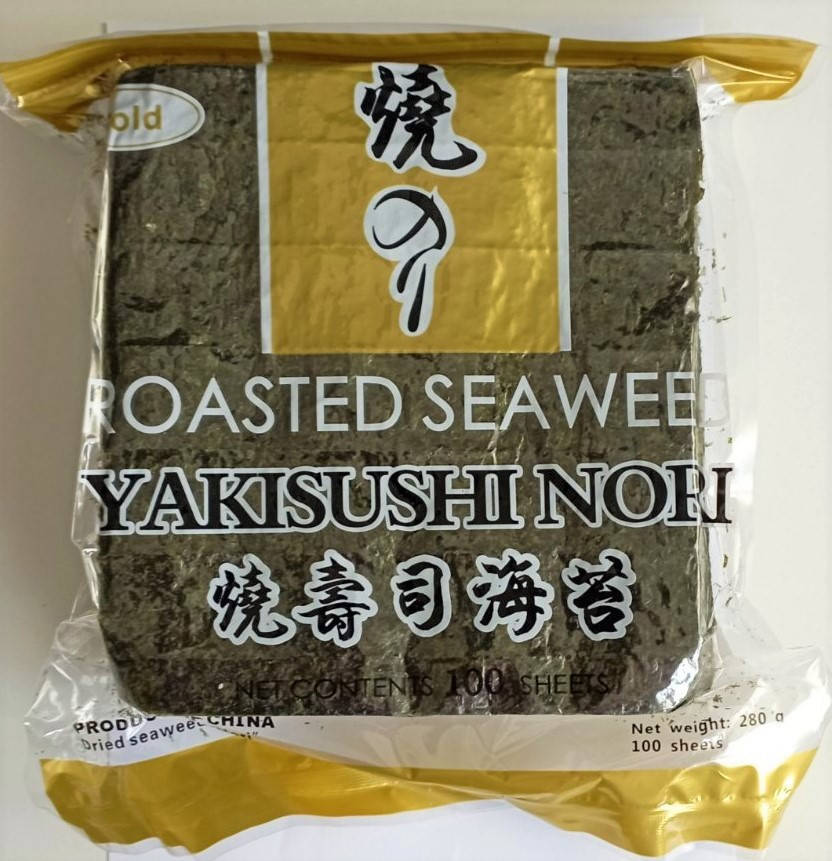 old
燒のり
ROASTED SEAWEED
YAKISUSHI NORI
燒壽司海苔
NET CONTENTS 100 SHEETS
CHINA
Dried seaweed
Net weight: 280 g
100 sheets